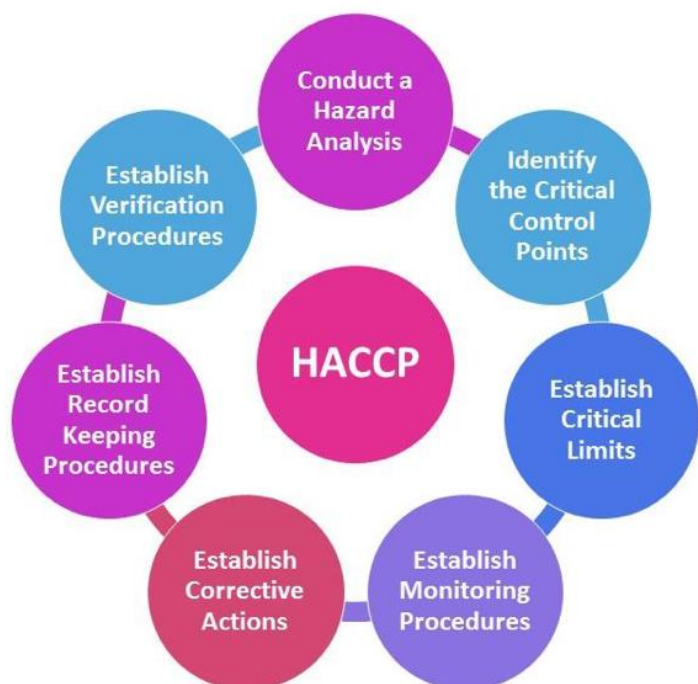 Conduct a
Hazard
Analysis
Identify
the Critical
Control
Points
Establish
Critical
Limits
Establish
Monitoring
Procedures
Establish
Corrective
Actions
Establish
Record
Keeping
Procedures
Establish
Verification
Procedures
HACCP